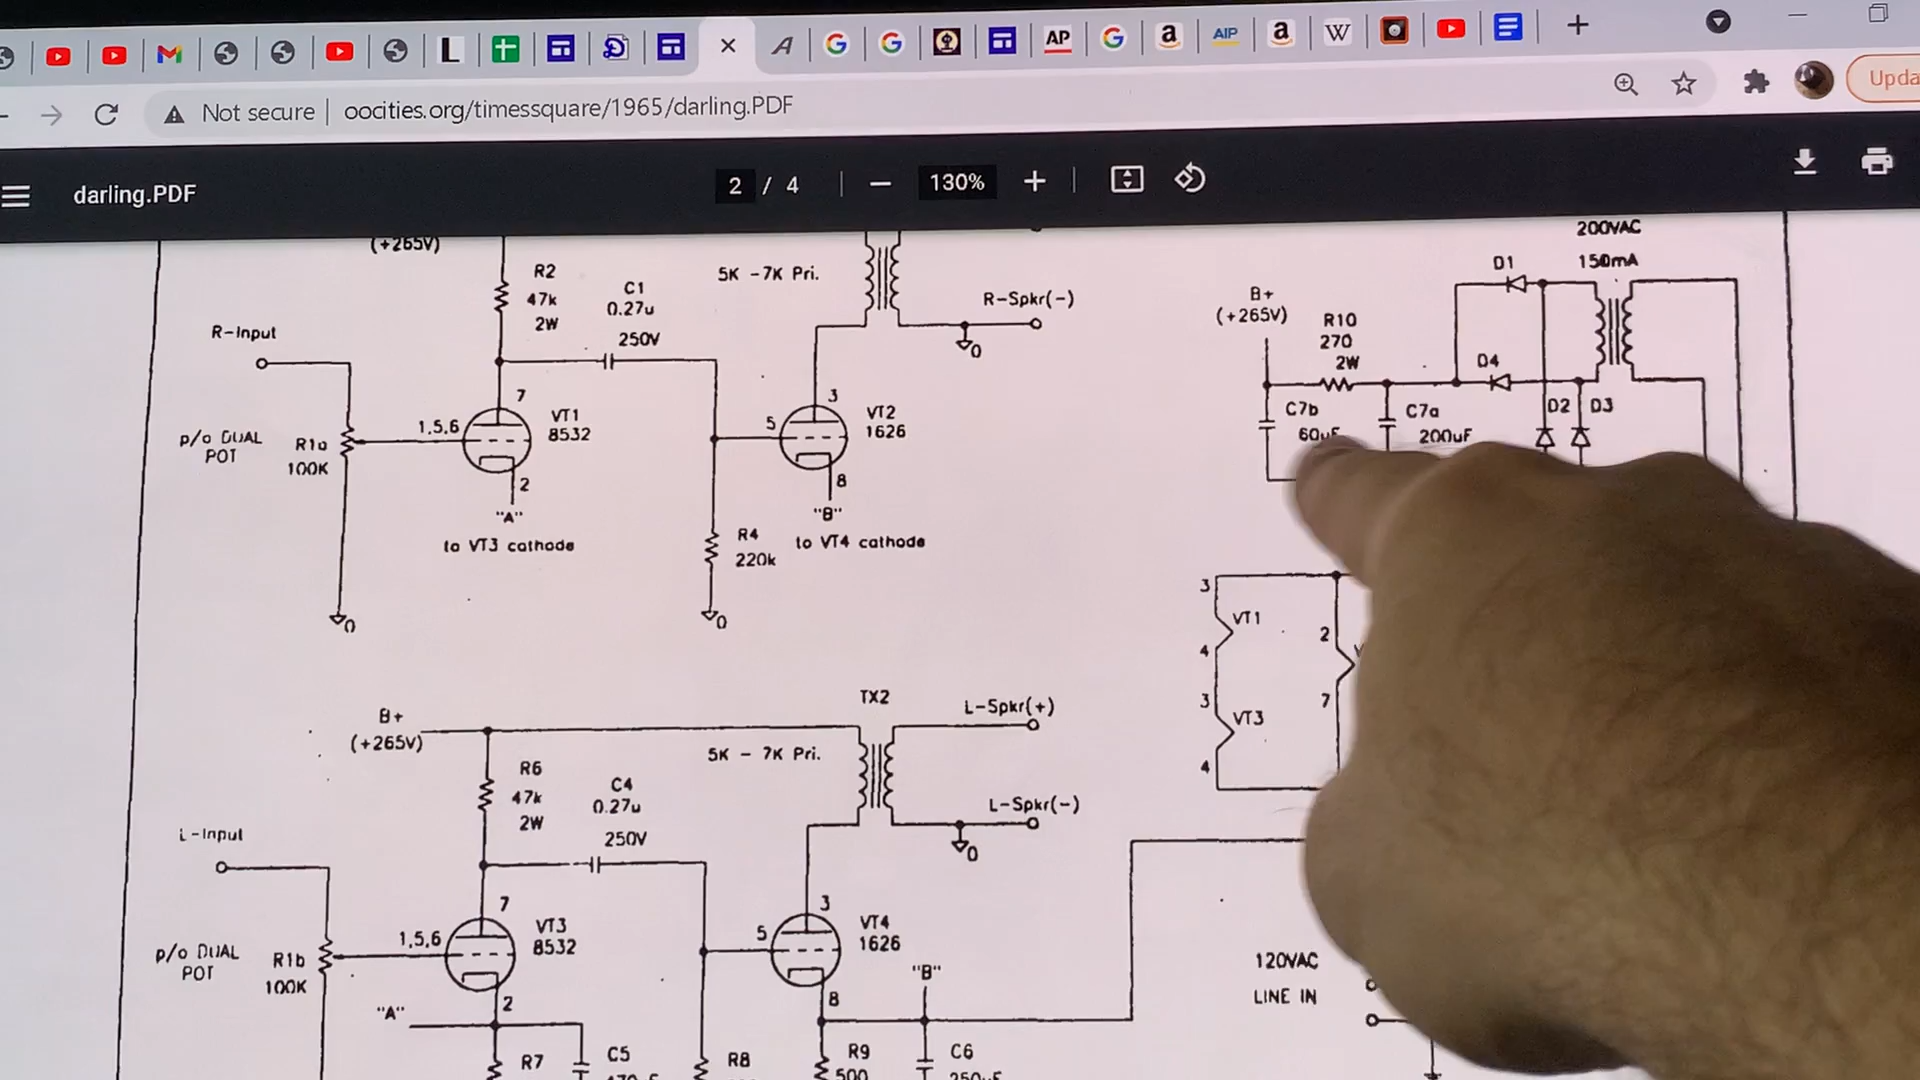 L
AP
AIP
a
a
W
Not secure
oocities.org/timessquare/1965/darling.PDF
Upda
darling.PDF
2 / 4
130%
(+265V)
R2
47k
2W
C1
0.27u
250V
5K -7K Pri.
R-Spkr(-)
0
R-Input
p/o DUAL
POT
R1a
100K
1,5,6
7
VT1
8532
2
"A"
to VT3 cathode
0
3
5
VT2
1626
8
"B"
to VT4 cathode
R4
220k
0
200VAC
150mA
D1
B+
(+265V)
R10
270
2W
D4
C7b
60uF
C7a
200uF
D2
D3
3
VT1
4
3
VT3
4
2
7
B+
(+265V)
TX2
L-Spkr(+)
5K - 7K Pri.
R6
47k
2W
C4
0.27u
250V
L-Spkr(-)
0
L-Input
p/o DUAL
POT
R1b
100K
1,5,6
7
VT3
8532
2
"A"
R7
C5
R8
5
3
VT4
1626
8
"B"
R9
500
C6
250uF
120VAC
LINE IN